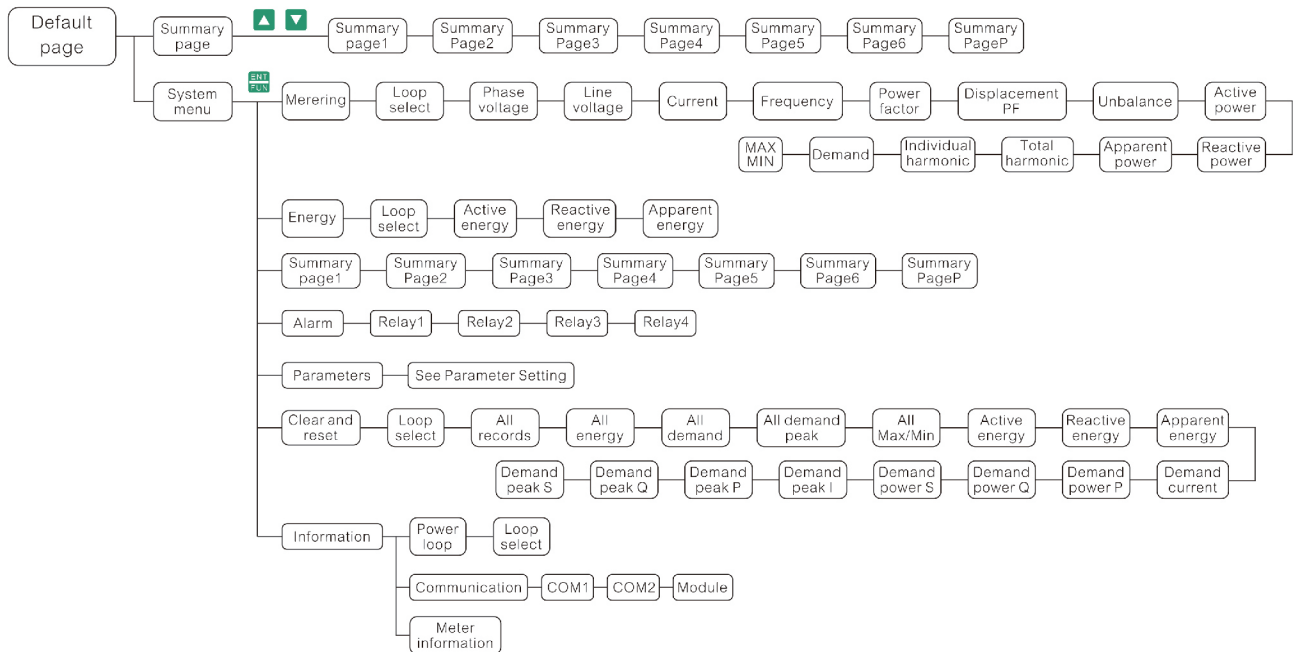 Default
page
Summary
page
Summary
page1
Summary
Page2
Summary
Page3
Summary
Page4
Summary
Page5
Summary
Page6
Summary
PageP
System
menu
ENT
FUN
Merering
Loop
select
Phase
voltage
Line
voltage
Current
Frequency
Power
factor
Displacement
PF
Unbalance
Active
power
MAX
MIN
Demand
Individual
harmonic
Total
harmonic
Apparent
power
Reactive
power
Energy
Loop
select
Active
energy
Reactive
energy
Apparent
energy
Summary
page1
Summary
Page2
Summary
Page3
Summary
Page4
Summary
Page5
Summary
Page6
Summary
PageP
Alarm
Relay1
Relay2
Relay3
Relay4
Parameters
See Parameter Setting
Clear and
reset
Loop
select
All
records
All
energy
All
demand
All demand
peak
All
Max/Min
Active
energy
Reactive
energy
Apparent
energy
Demand
peak S
Demand
peak Q
Demand
peak P
Demand
peak I
Demand
power S
Demand
power Q
Demand
power P
Demand
current
Information
Power
loop
Loop
select
Communication
COM1
COM2
Module
Meter
information